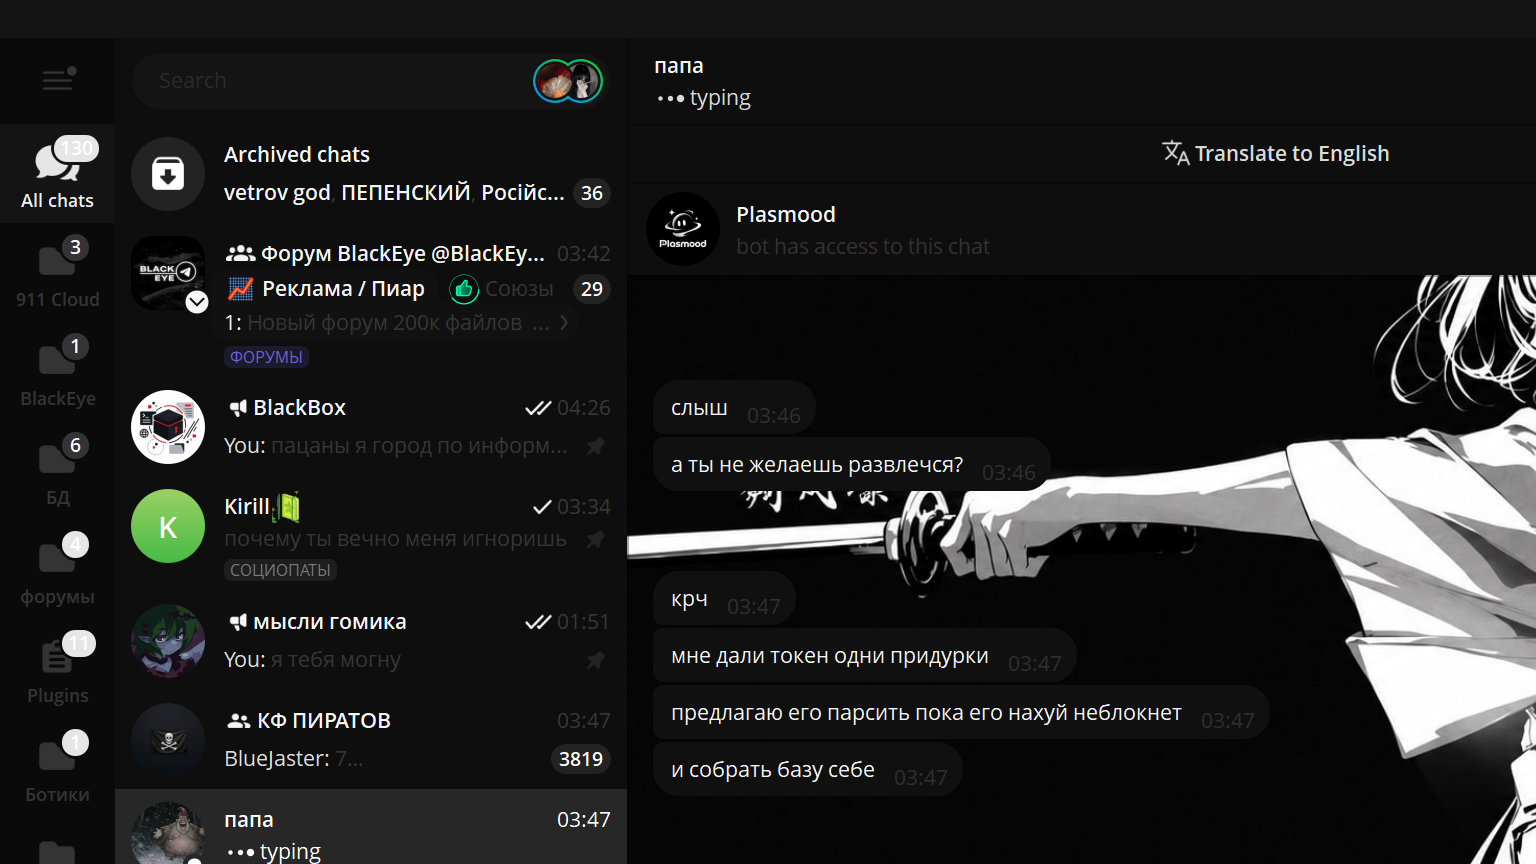 Search
130
All chats
3
911 Cloud
1
BlackEye
6
БД
4
форумы
11
Plugins
1
Ботики
Archived chats
vetrov god, ПЕПЕНСКИЙ, Російс... 36
BLACK EYE
Форум BlackEye @BlackEy... 03:42
Реклама / Пиар Союзы 29
1: Новый форум 200к файлов ...
ФОРУМЫ
BlackBox 04:26
You: пацаны я город по информ...
K
Kirill 03:34
почему ты вечно меня игноришь
СОЦИОПАТЫ
мысли гомика 01:51
You: я тебя могну
КФ ПИРАТОВ 03:47
BlueJaster: 7... 3819
папа 03:47
typing
папа
typing
Translate to English
Plasmood
Plasmood
bot has access to this chat
слыш 03:46
а ты не желаешь развлечся? 03:46
крч 03:47
мне дали токен одни придурки 03:47
предлагаю его парсить пока его нахуй неблокнет 03:47
и собрать базу себе 03:47